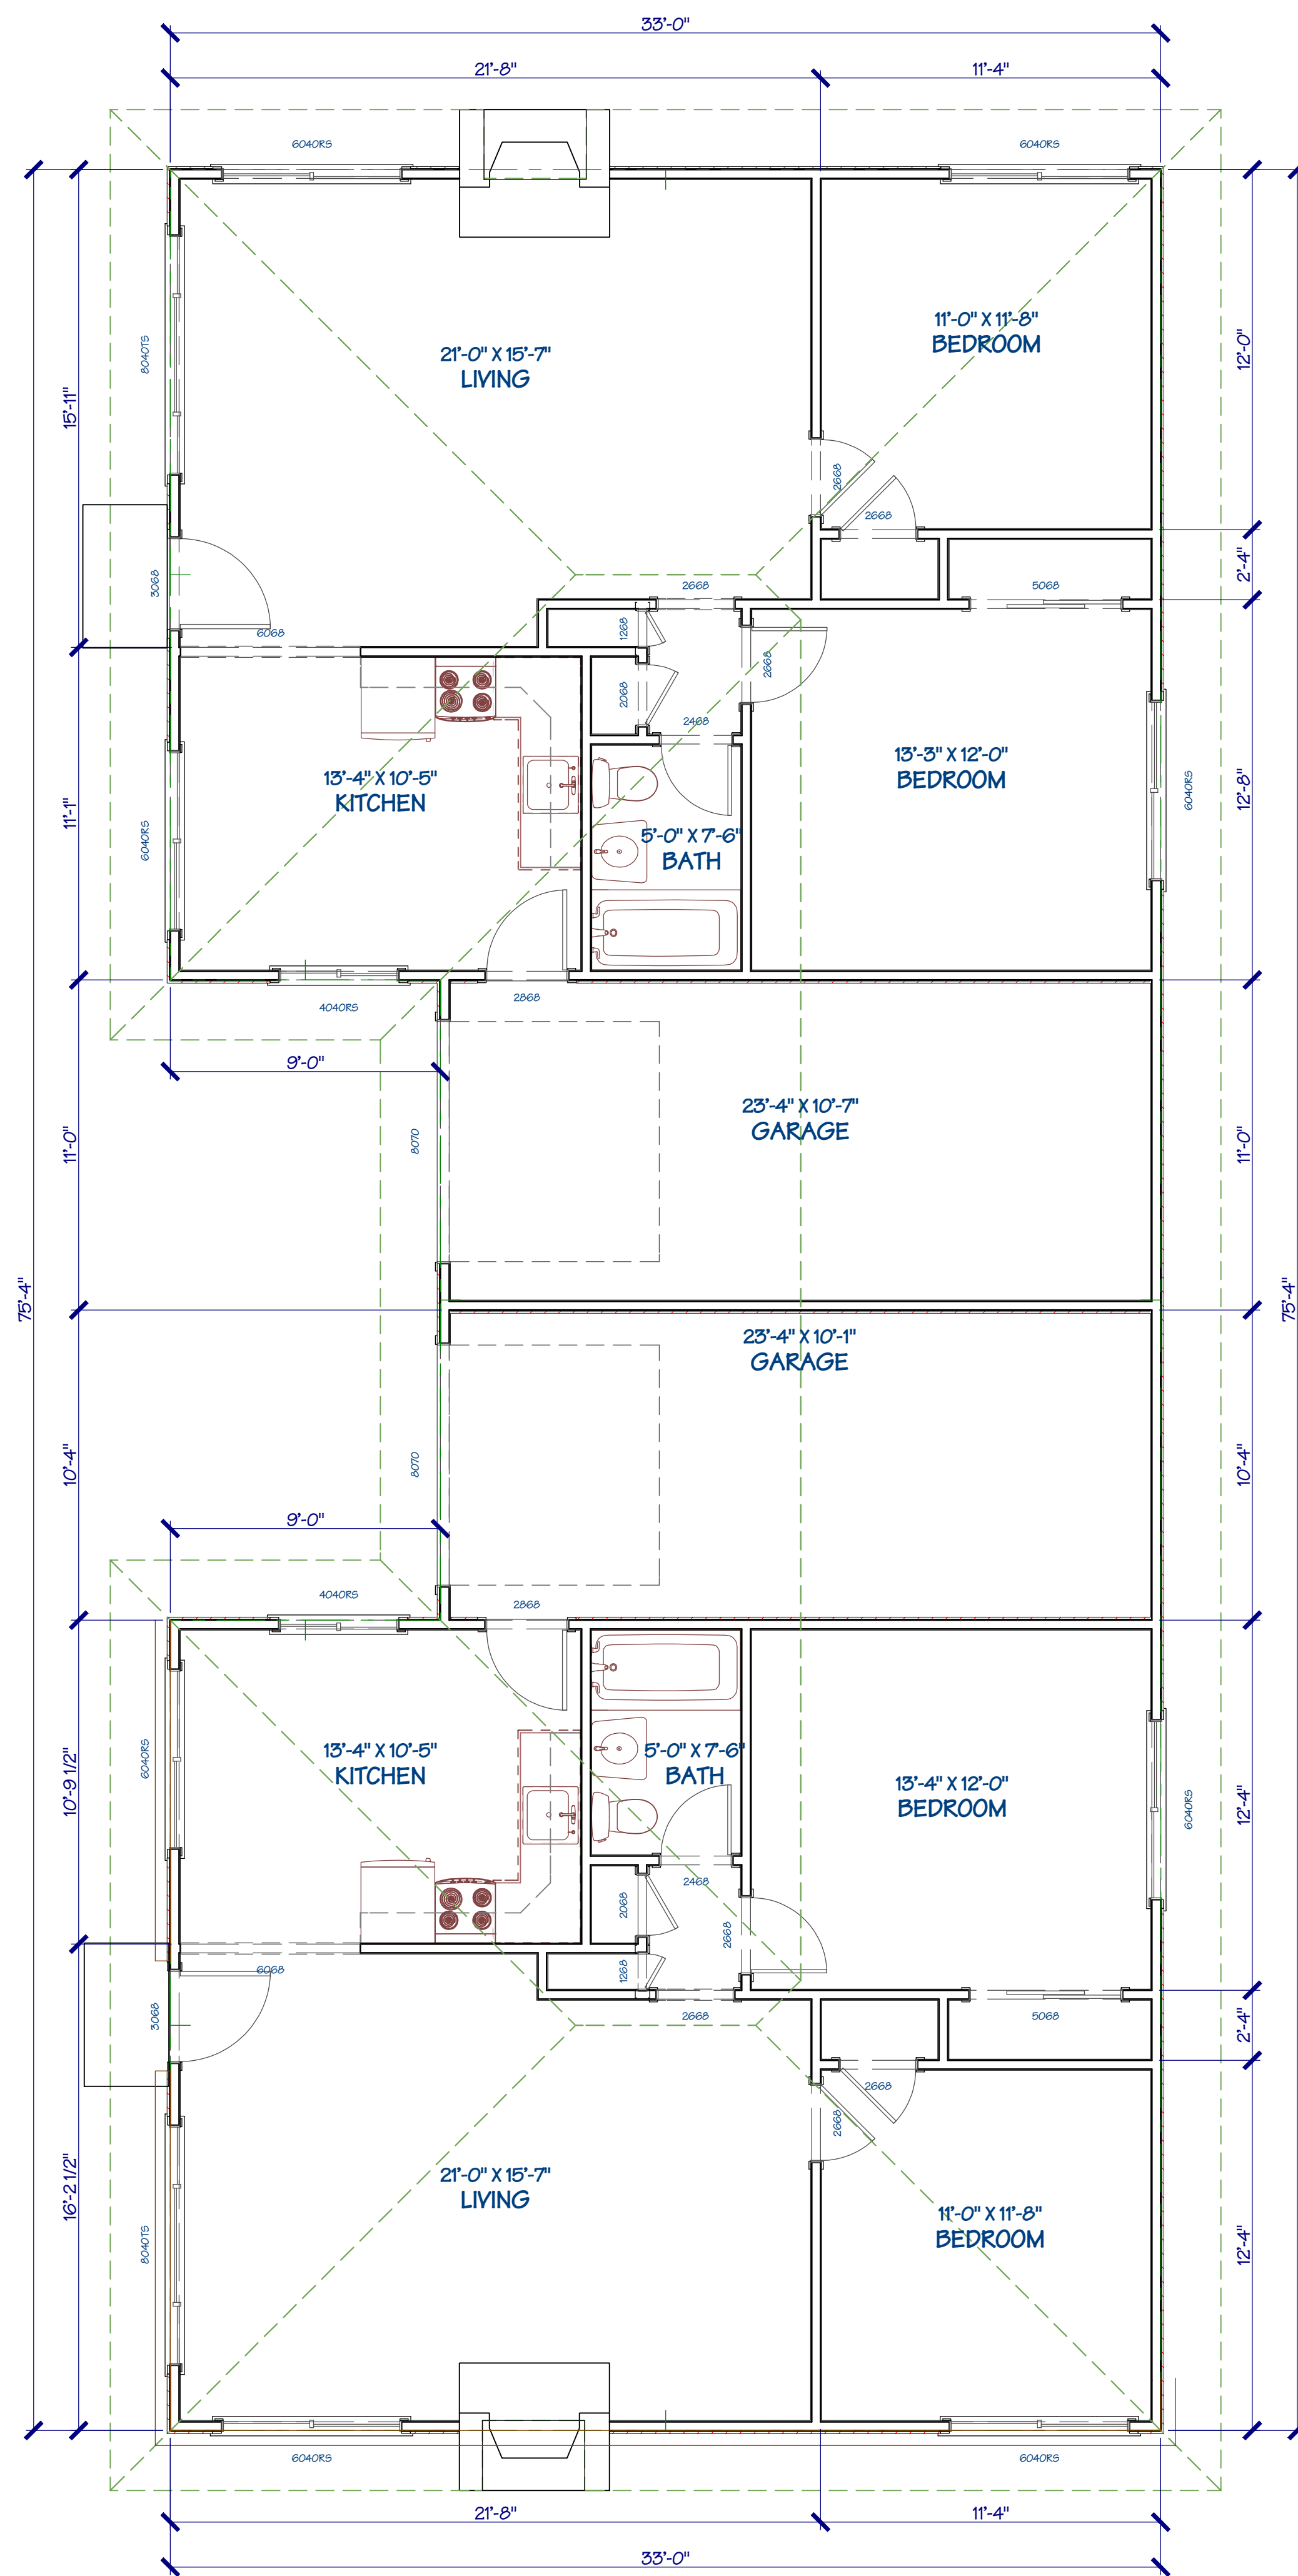 33'-0"
21'-8"
11'-4"
6040RS
6040RS
8040TS
15'-11"
21'-0" X 15'-7"
LIVING
11'-0" X 11'-8"
BEDROOM
12'-0"
2668
2668
2'-4"
3068
6068
2668
5068
1268
2068
2668
2468
13'-4" X 10'-5"
KITCHEN
13'-3" X 12'-0"
BEDROOM
6040RS
12'-8"
11'-1"
6040RS
5'-0" X 7'-6"
BATH
4040RS
2868
9'-0"
11'-0"
8070
23'-4" X 10'-7"
GARAGE
11'-0"
75'-4"
75'-4"
23'-4" X 10'-1"
GARAGE
10'-4"
8070
10'-4"
9'-0"
4040RS
2868
6040RS
10'-9 1/2"
13'-4" X 10'-5"
KITCHEN
5'-0" X 7'-6"
BATH
13'-4" X 12'-0"
BEDROOM
6040RS
12'-4"
2468
2068
2668
1268
6068
3068
2668
5068
2'-4"
2668
2668
16'-2 1/2"
8040TS
21'-0" X 15'-7"
LIVING
11'-0" X 11'-8"
BEDROOM
12'-4"
6040RS
6040RS
21'-8"
11'-4"
33'-0"